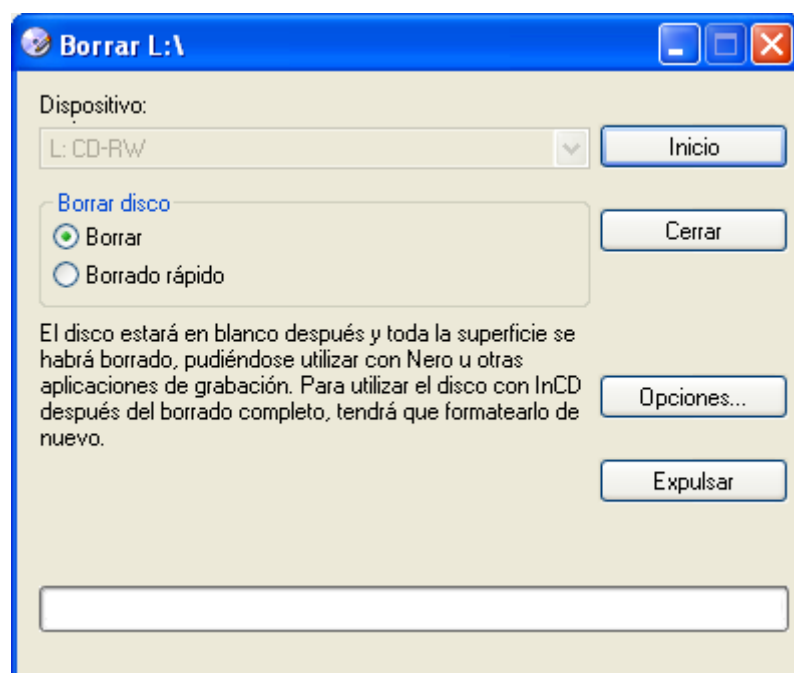 Borrar L:\
Dispositivo:
L: CD-RW
Inicio
Borrar disco
Borrar
Cerrar
Borrado rápido
El disco estará en blanco después y toda la superficie se
habrá borrado, pudiéndose utilizar con Nero u otras
aplicaciones de grabación. Para utilizar el disco con InCD
después del borrado completo, tendrá que formatearlo de
nuevo.
Opciones...
Expulsar